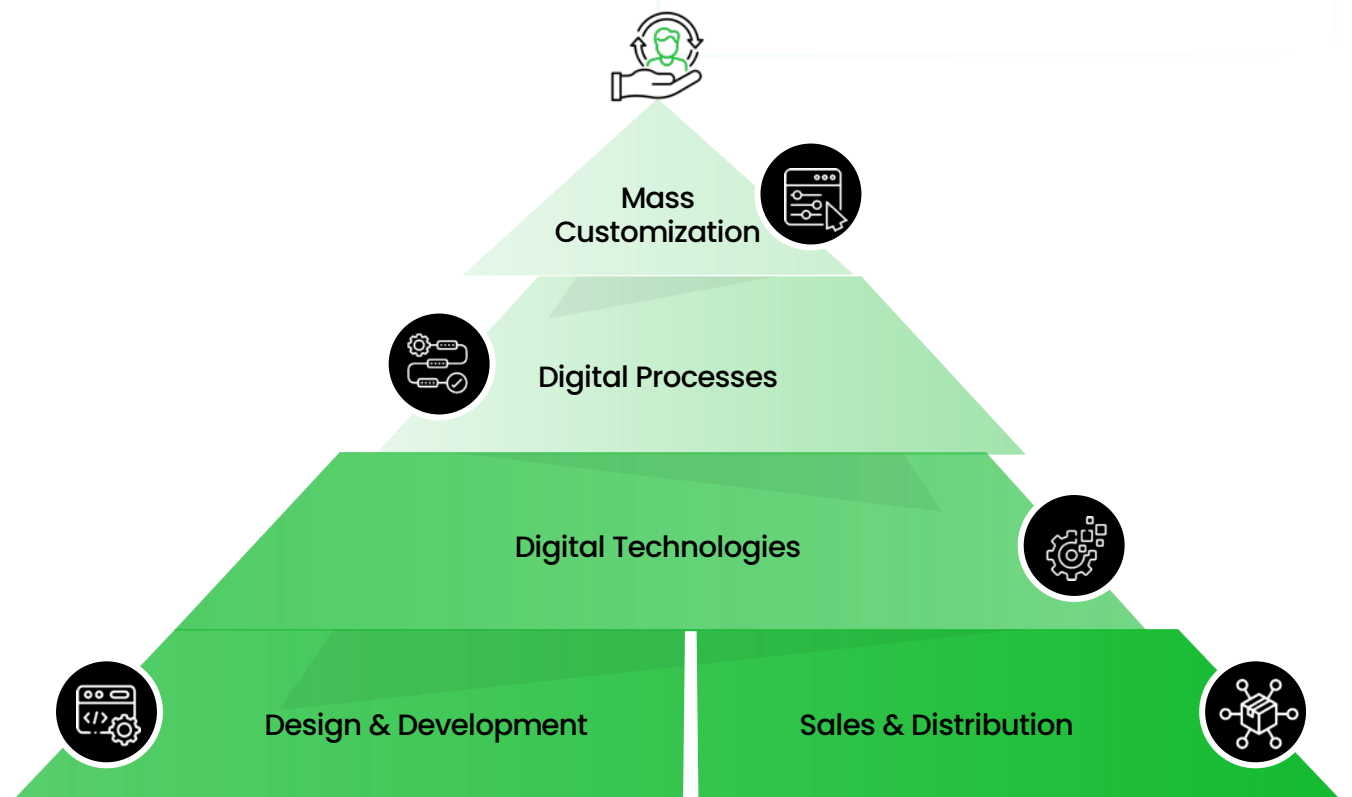 Mass
Customization
Digital Processes
Digital Technologies
Design & Development
Sales & Distribution